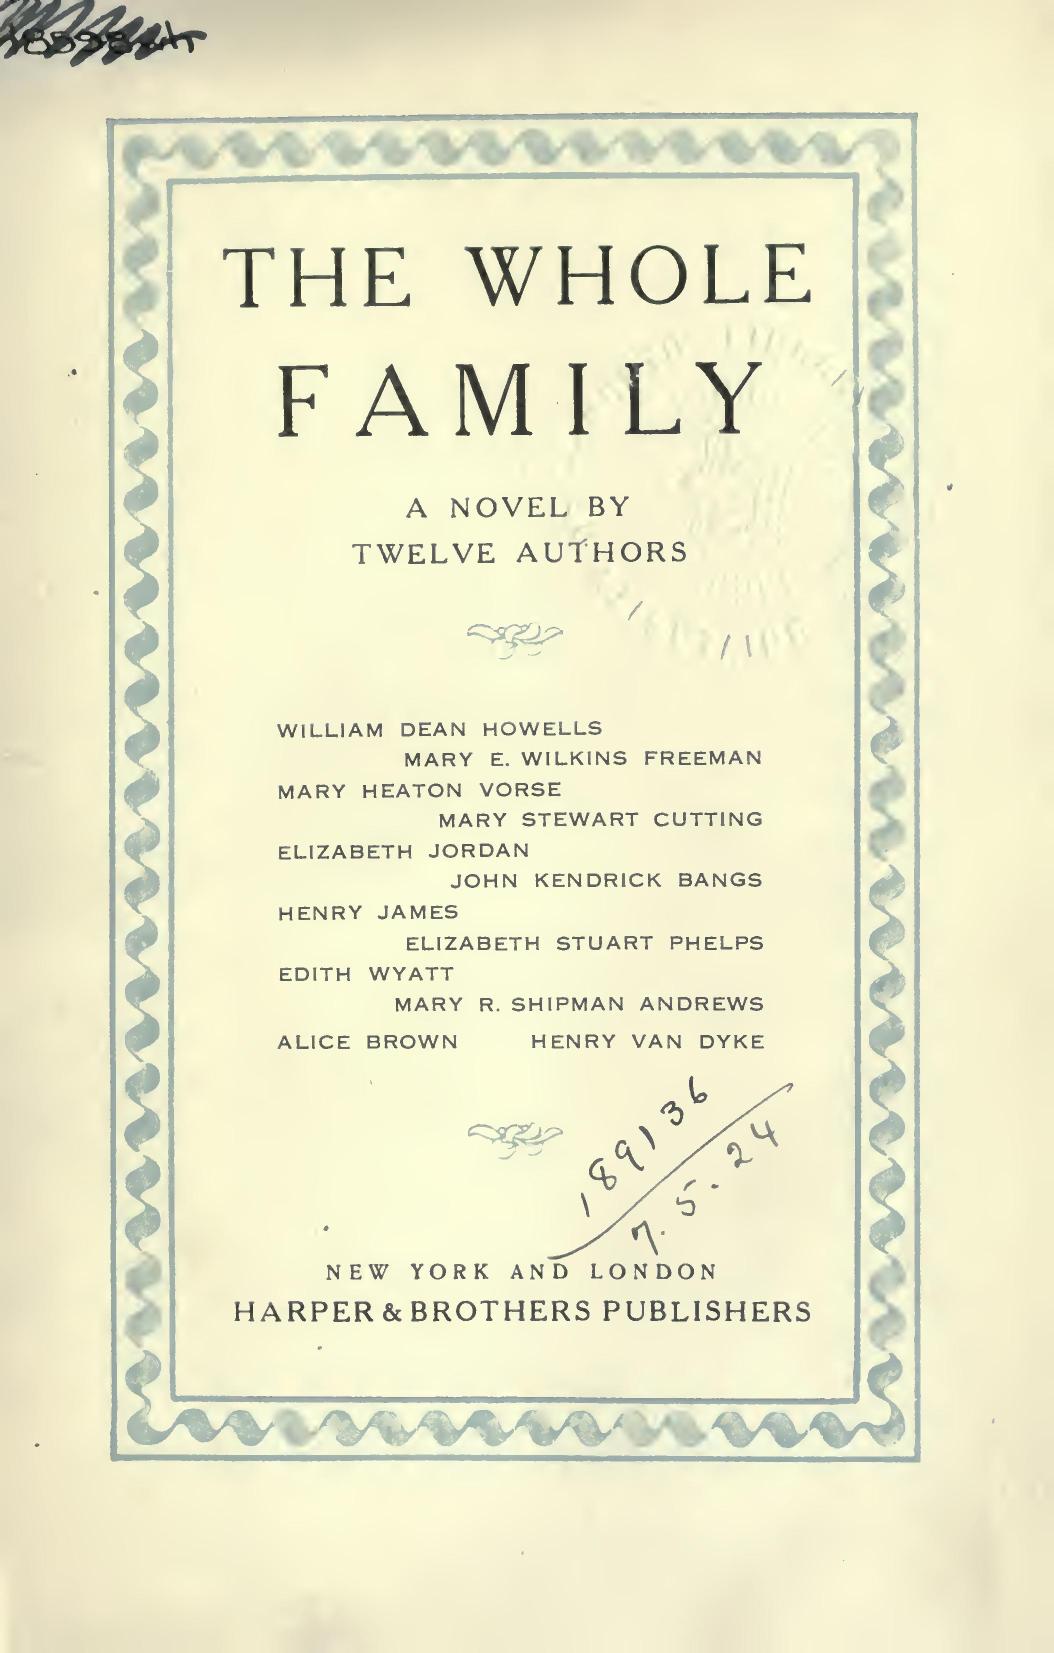 THE WHOLE
FAMILY
A NOVEL BY
TWELVE AUTHORS
WILLIAM DEAN HOWELLS
MARY E. WILKINS FREEMAN
MARY HEATON VORSE
MARY STEWART CUTTING
ELIZABETH JORDAN
JOHN KENDRICK BANGS
HENRY JAMES
ELIZABETH STUART PHELPS
EDITH WYATT
MARY R. SHIPMAN ANDREWS
ALICE BROWN HENRY VAN DYKE
189136
7.5.24
NEW YORK AND LONDON
HARPER & BROTHERS PUBLISHERS